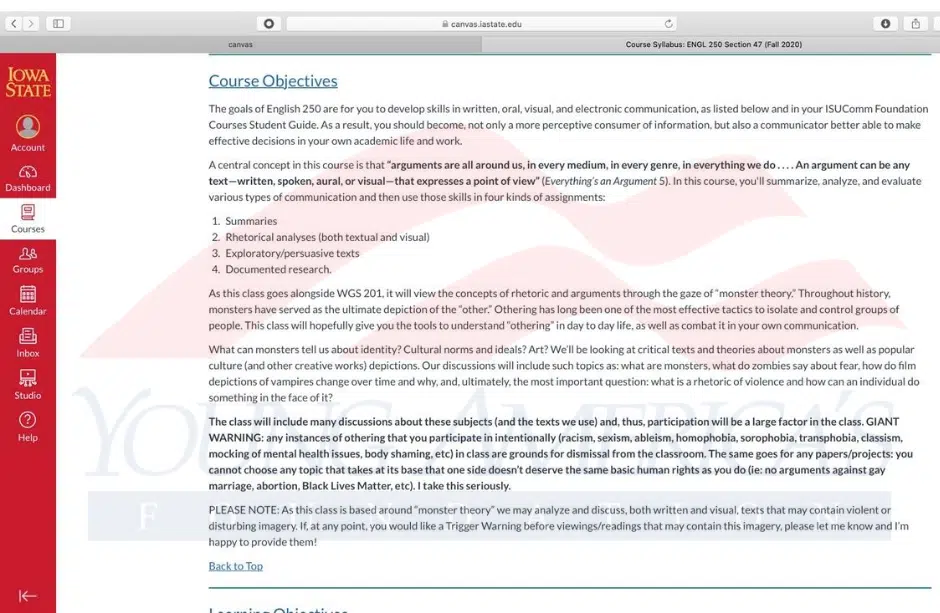 canvas.iastate.edu
canvas
Course Syllabus: ENGL 250 Section 47 (Fall 2020)
IOWA
STATE
Account
Dashboard
Courses
Groups
Calendar
Inbox
Studio
Help
Course Objectives
The goals of English 250 are for you to develop skills in written, oral, visual, and electronic communication, as listed below and in your ISUComm Foundation
Courses Student Guide. As a result, you should become, not only a more perceptive consumer of information, but also a communicator better able to make
effective decisions in your own academic life and work.
A central concept in this course is that "arguments are all around us, in every medium, in every genre, in everything we do . . . . An argument can be any
text—written, spoken, aural, or visual—that expresses a point of view" (Everything's an Argument 5). In this course, you'll summarize, analyze, and evaluate
various types of communication and then use those skills in four kinds of assignments:
1. Summaries
2. Rhetorical analyses (both textual and visual)
3. Exploratory/persuasive texts
4. Documented research.
As this class goes alongside WGS 201, it will view the concepts of rhetoric and arguments through the gaze of "monster theory." Throughout history,
monsters have served as the ultimate depiction of the "other." Othering has long been one of the most effective tactics to isolate and control groups of
people. This class will hopefully give you the tools to understand "othering" in day to day life, as well as combat it in your own communication.
What can monsters tell us about identity? Cultural norms and ideals? Art? We'll be looking at critical texts and theories about monsters as well as popular
culture (and other creative works) depictions. Our discussions will include such topics as: what are monsters, what do zombies say about fear, how do film
depictions of vampires change over time and why, and, ultimately, the most important question: what is a rhetoric of violence and how can an individual do
something in the face of it?
The class will include many discussions about these subjects (and the texts we use) and, thus, participation will be a large factor in the class. GIANT
WARNING: any instances of othering that you participate in intentionally (racism, sexism, ableism, homophobia, sorophobia, transphobia, classism,
mocking of mental health issues, body shaming, etc) in class are grounds for dismissal from the classroom. The same goes for any papers/projects: you
cannot choose any topic that takes at its base that one side doesn't deserve the same basic human rights as you do (ie: no arguments against gay
marriage, abortion, Black Lives Matter, etc). I take this seriously.
PLEASE NOTE: As this class is based around "monster theory" we may analyze and discuss, both written and visual, texts that may contain violent or
disturbing imagery. If, at any point, you would like a Trigger Warning before viewings/readings that may contain this imagery, please let me know and I'm
happy to provide them!
Back to Top
Learning Objectives
YOUNG AMERICA'S